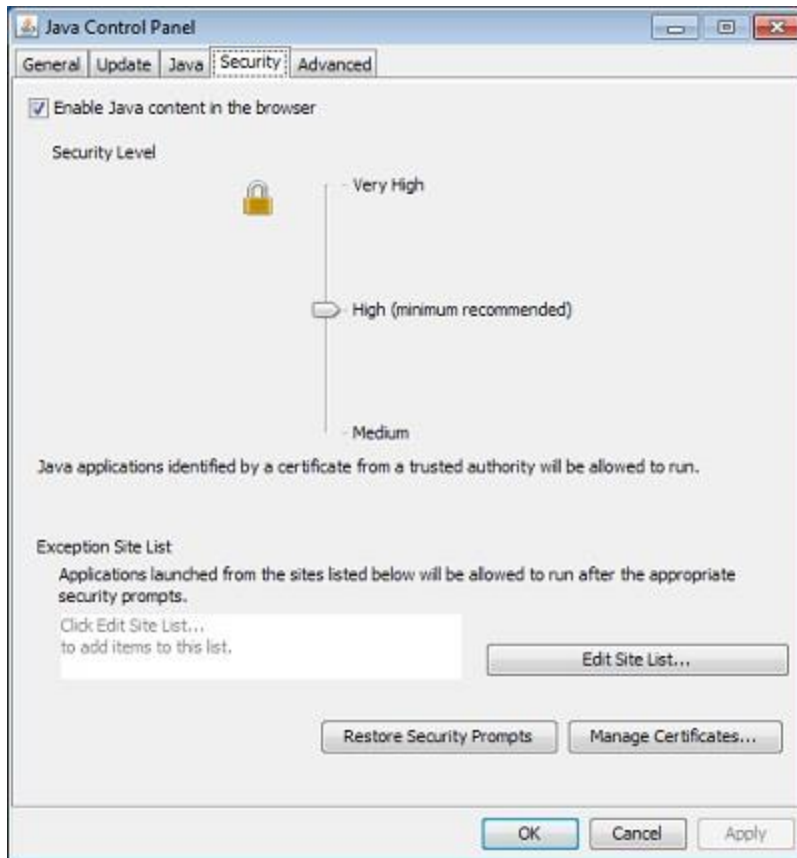 Java Control Panel
General Update Java Security Advanced
Enable Java content in the browser
Security Level
Very High
High (minimum recommended)
Medium
Java applications identified by a certificate from a trusted authority will be allowed to run.
Exception Site List
Applications launched from the sites listed below will be allowed to run after the appropriate
security prompts.
Click Edit Site List...
to add items to this list.
Edit Site List...
Restore Security Prompts Manage Certificates...
OK Cancel Apply